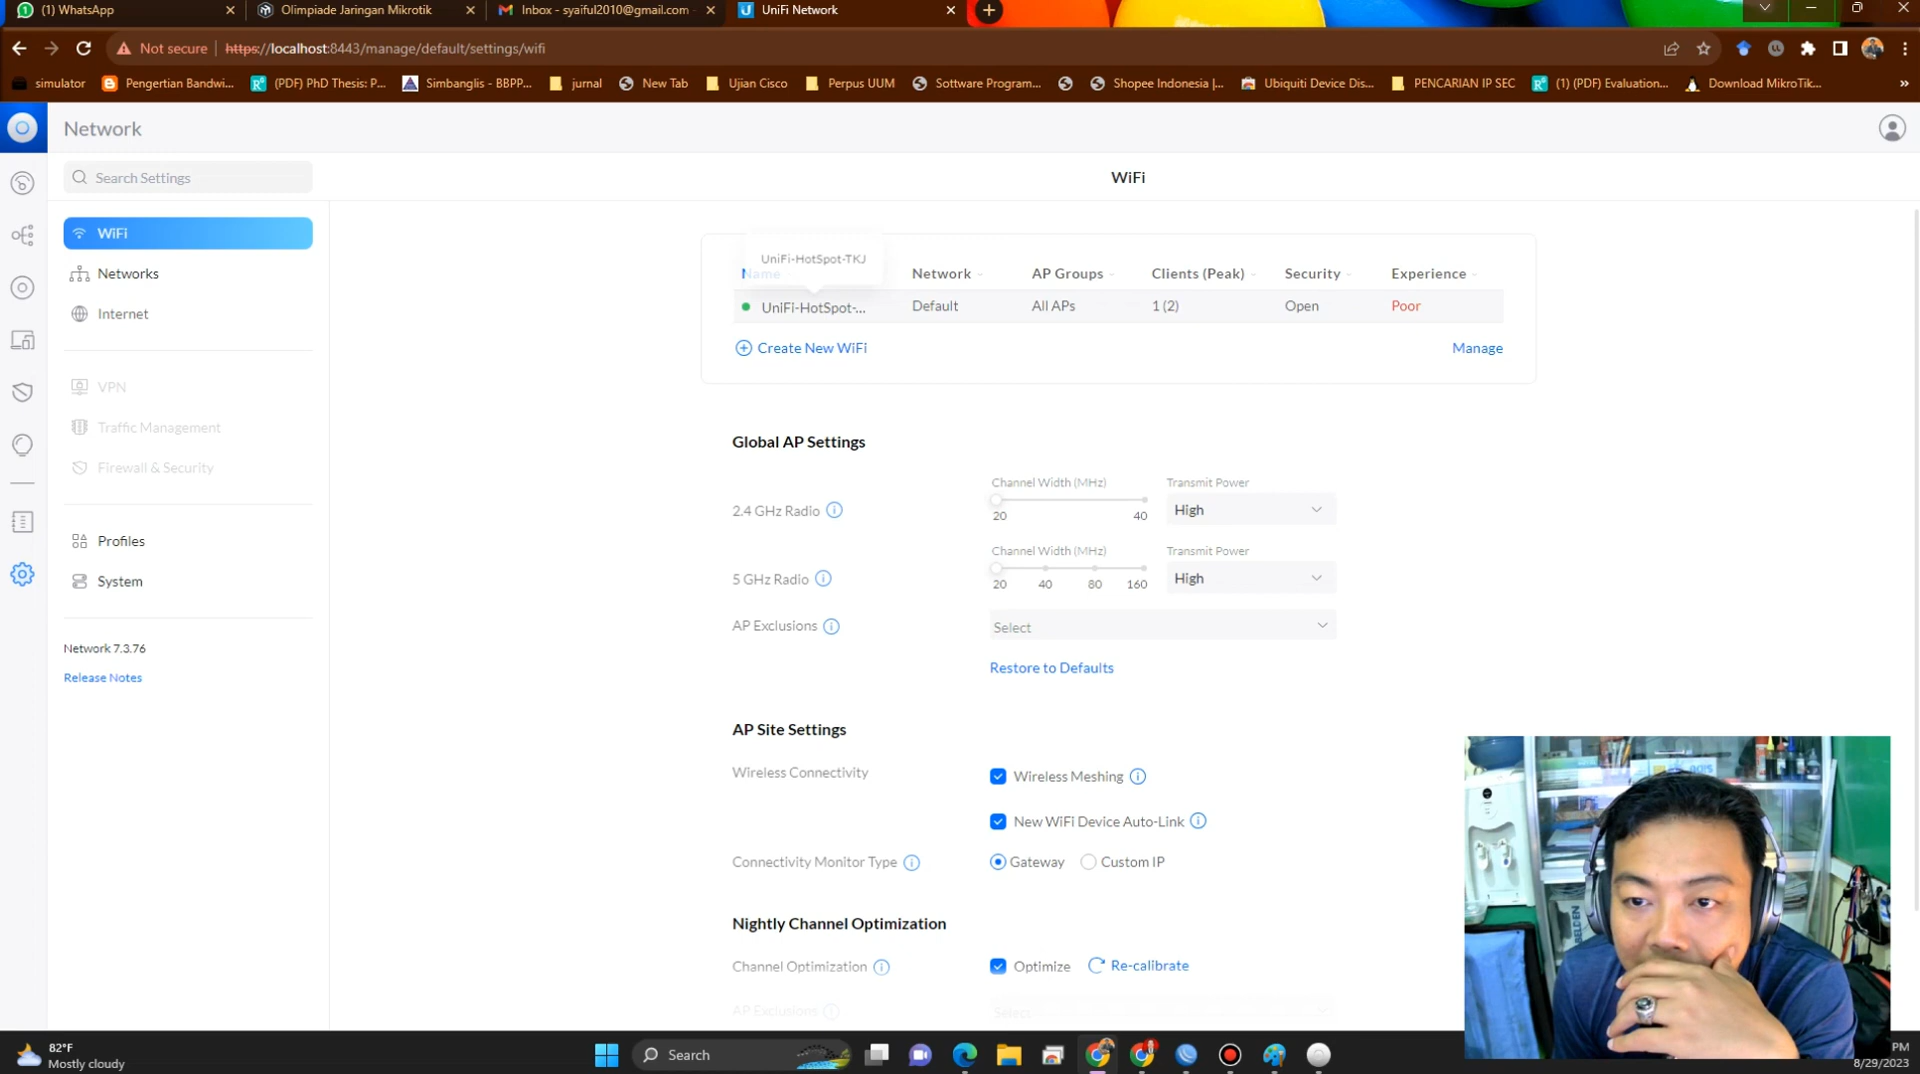 (1) WhatsApp
Olimpiade Jaringan Mikrotik
Inbox - syaiful2010@gmail.com
UniFi Network
Not secure
https://localhost:8443/manage/default/settings/wifi
simulator
Pengertian Bandwi...
(PDF) PhD Thesis: P...
Simbanglis - BBPP...
jurnal
New Tab
Ujian Cisco
Perpus UUM
Sottware Program...
Shopee Indonesia |...
Ubiquiti Device Dis...
PENCARIAN IP SEC
(1) (PDF) Evaluation...
Download MikroTik...
Network
Search Settings
WiFi
WiFi
Networks
Internet
VPN
Traffic Management
Firewall & Security
Profiles
System
Network 7.3.76
Release Notes
UniFi-HotSpot-TKJ
Name
Network
AP Groups
Clients (Peak)
Security
Experience
UniFi-HotSpot-...
Default
All APs
1 (2)
Open
Poor
Create New WiFi
Manage
Global AP Settings
Channel Width (MHz)
Transmit Power
2.4 GHz Radio
20
40
High
Channel Width (MHz)
Transmit Power
5 GHz Radio
20
40
80
160
High
AP Exclusions
Select
Restore to Defaults
AP Site Settings
Wireless Connectivity
Wireless Meshing
New WiFi Device Auto-Link
Connectivity Monitor Type
Gateway
Custom IP
Nightly Channel Optimization
Channel Optimization
Optimize
Re-calibrate
AP Exclusions
Select
BELDEN
82°F
Mostly cloudy
Search
PM
8/29/2023